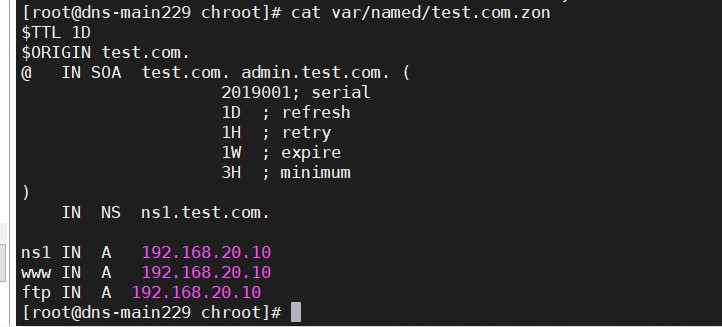 [root@dns-main229 chroot]# cat var/named/test.com.zon
$TTL 1D
$ORIGIN test.com.
@   IN SOA  test.com. admin.test.com. (
                    2019001; serial
                    1D  ; refresh
                    1H  ; retry
                    1W  ; expire
                    3H  ; minimum
)
    IN  NS  ns1.test.com.

ns1 IN  A   192.168.20.10
www IN  A   192.168.20.10
ftp IN  A  192.168.20.10
[root@dns-main229 chroot]#